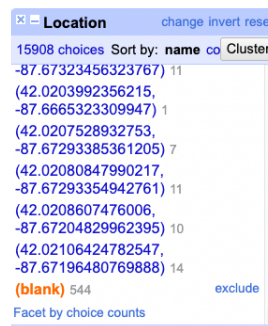 Location change invert rese
15908 choices Sort by: name co Cluster
-87.67323456323767) 11
(42.0203992356215,
-87.6665323309947) 1
(42.0207528932753,
-87.67293385361205) 7
(42.02080847990217,
-87.67293354942761) 11
(42.0208607476006,
-87.67204829962395) 10
(42.02106424782547,
-87.67196480769888) 14
(blank) 544 exclude
Facet by choice counts